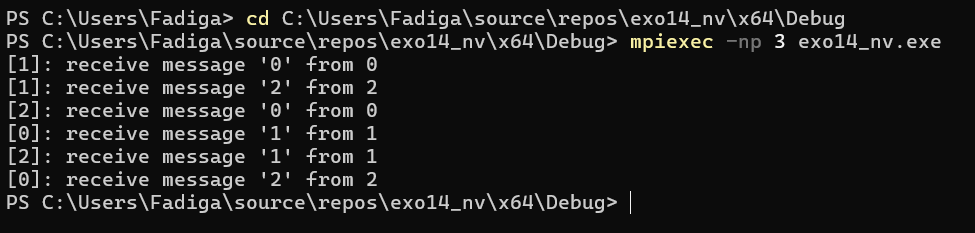 PS C:\Users\Fadiga> cd C:\Users\Fadiga\source\repos\exo14_nv\x64\Debug
PS C:\Users\Fadiga\source\repos\exo14_nv\x64\Debug> mpiexec -np 3 exo14_nv.exe
[1]: receive message '0' from 0
[1]: receive message '2' from 2
[2]: receive message '0' from 0
[0]: receive message '1' from 1
[2]: receive message '1' from 1
[0]: receive message '2' from 2
PS C:\Users\Fadiga\source\repos\exo14_nv\x64\Debug>